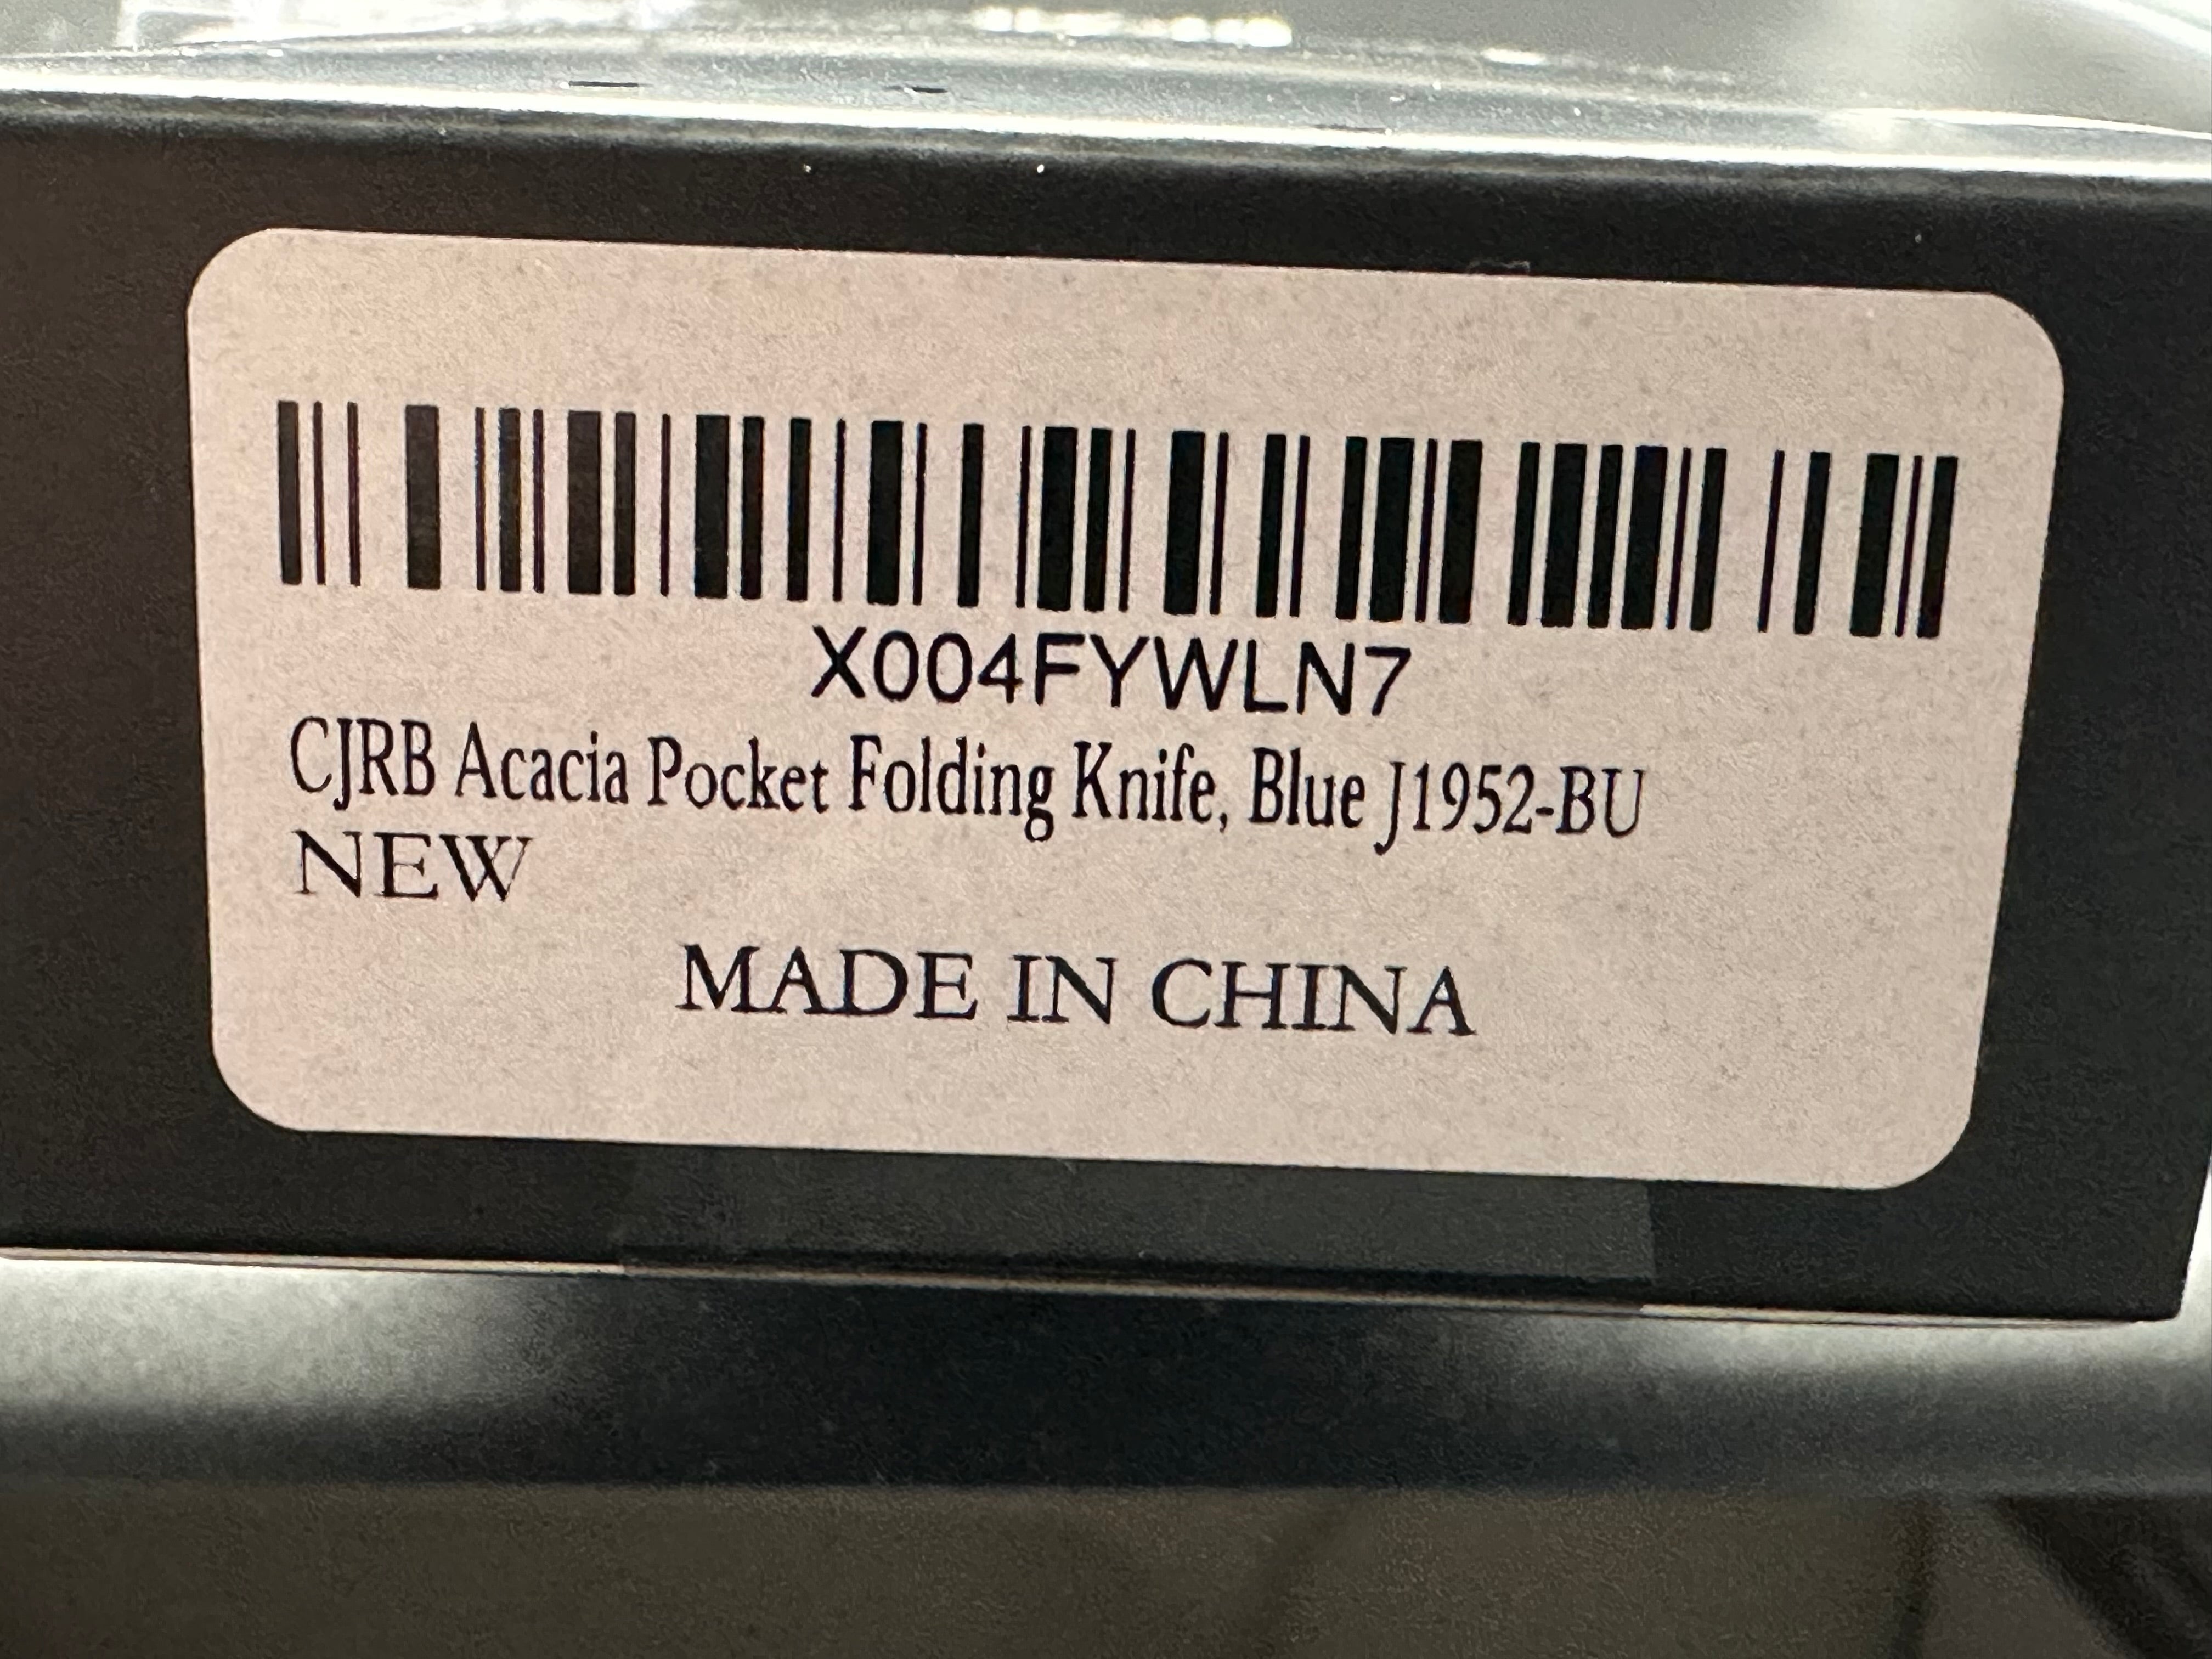 X004FYWLN7
CJRB Acacia Pocket Folding Knife, Blue J1952-BU
NEW
MADE IN CHINA